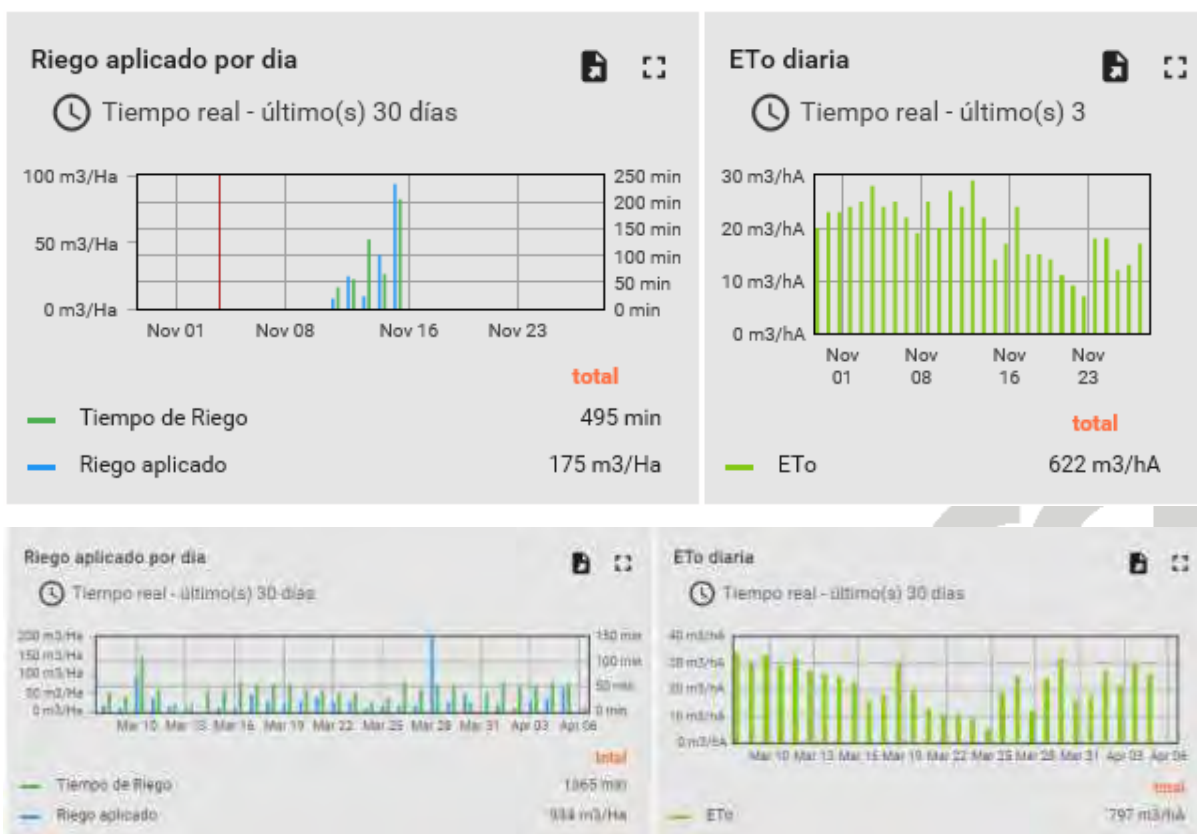 Riego aplicado por dia
Tiempo real - último(s) 30 días
100 m3/Ha
50 m3/Ha
0 m3/Ha
250 min
200 min
150 min
100 min
50 min
0 min
Nov 01 Nov 08 Nov 16 Nov 23
total
Tiempo de Riego 495 min
Riego aplicado 175 m3/Ha
ETo diaria
Tiempo real - último(s) 3
30 m3/hA
20 m3/hA
10 m3/hA
0 m3/hA
Nov Nov Nov Nov
01 08 16 23
total
ETo 622 m3/hA
Riego aplicado por dia
Tiempo real - último(s) 30 dias
200 m3/Ha
150 m3/Ha
100 m3/Ha
50 m3/Ha
0 m3/Ha
150 min
100 min
50 min
0 min
Mar 10 Mar 13 Mar 16 Mar 19 Mar 22 Mar 25 Mar 28 Mar 31 Apr 03 Apr 06
total
Tiempo de Riego min
Riego aplicado m3/Ha
ETo diaria
Tiempo real - último(s) 30 dias
40 m3/hA
30 m3/hA
20 m3/hA
10 m3/hA
0 m3/hA
Mar 10 Mar 13 Mar 16 Mar 19 Mar 22 Mar 25 Mar 28 Mar 31 Apr 03 Apr 06
total
ETo 797 m3/hA